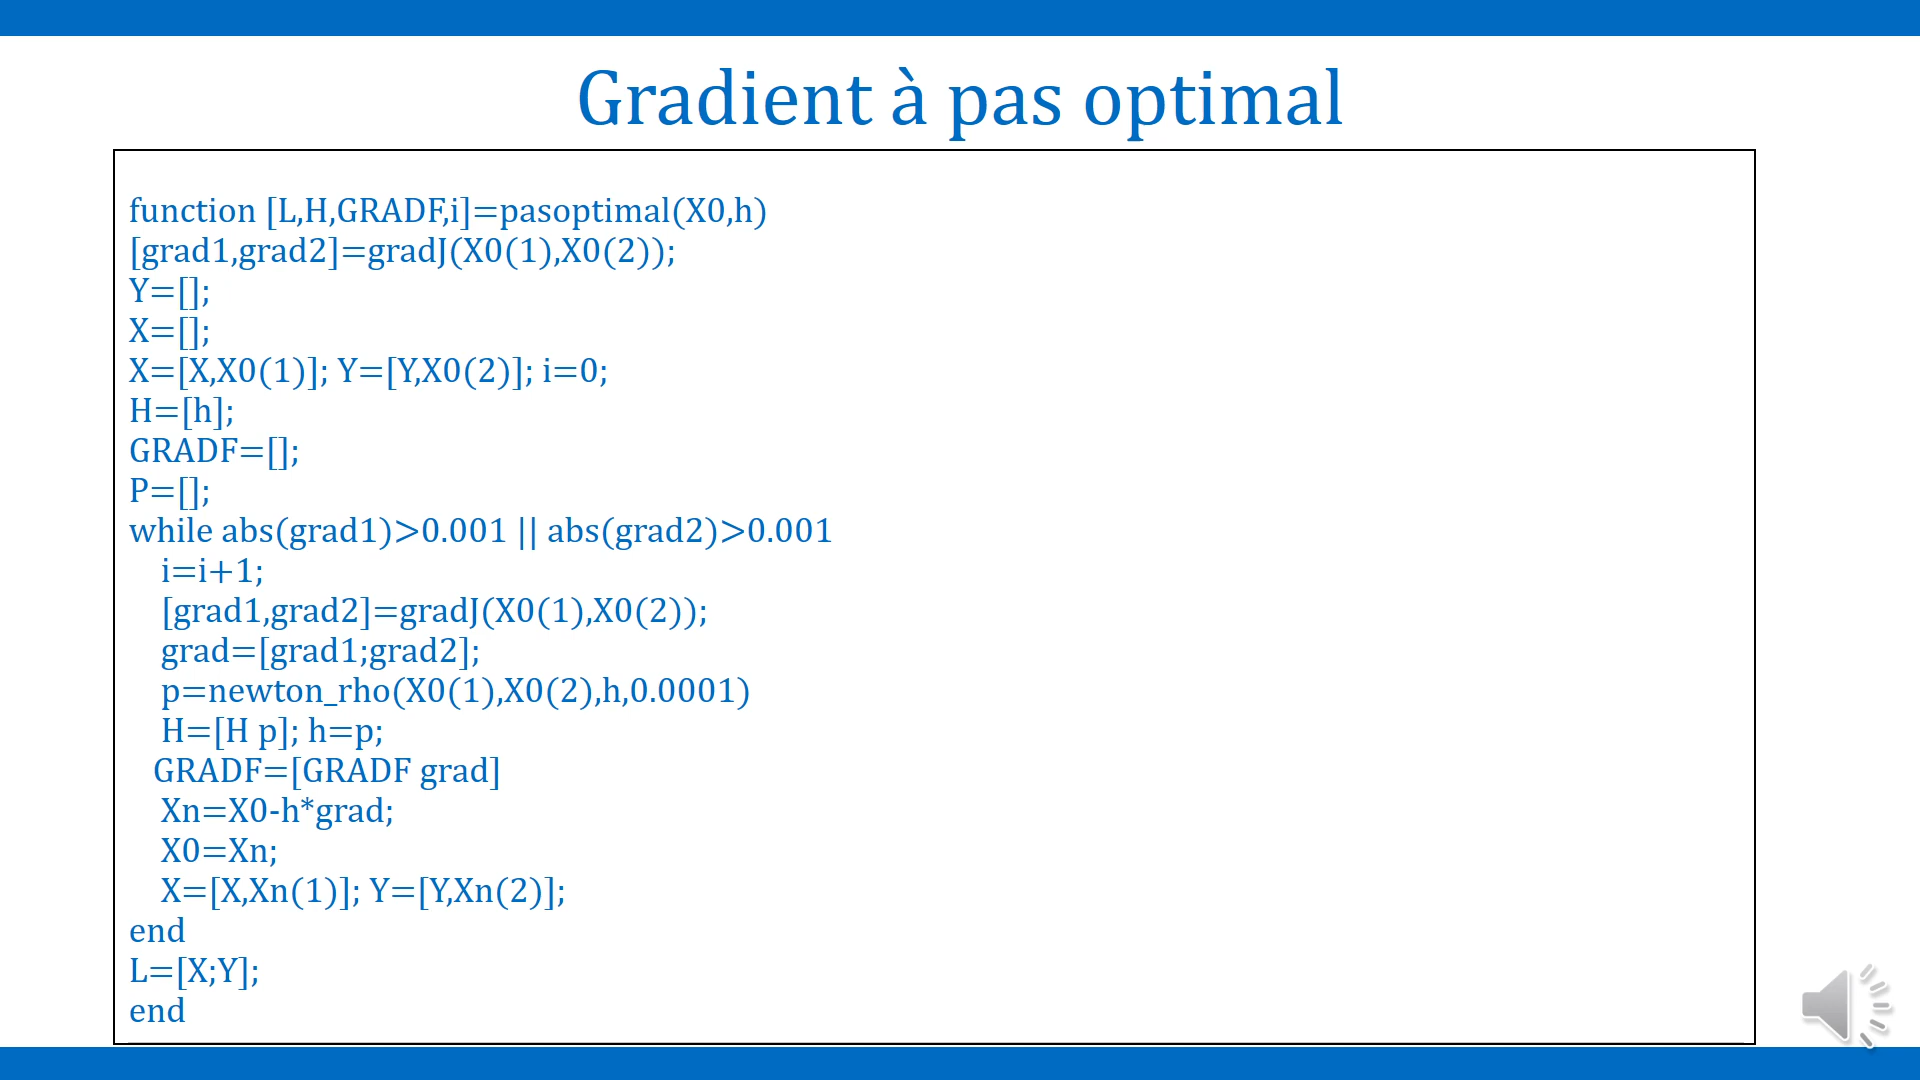 Gradient à pas optimal
function [L,H,GRADF,i]=pasoptimal(X0,h)
[grad1,grad2]=gradJ(X0(1),X0(2));
Y=[];
X=[];
X=[X,X0(1)]; Y=[Y,X0(2)]; i=0;
H=[h];
GRADF=[];
P=[];
while abs(grad1)>0.001 || abs(grad2)>0.001
i=i+1;
[grad1,grad2]=gradJ(X0(1),X0(2));
grad=[grad1;grad2];
p=newton_rho(X0(1),X0(2),h,0.0001)
H=[H p]; h=p;
GRADF=[GRADF grad]
Xn=X0-h*grad;
X0=Xn;
X=[X,Xn(1)]; Y=[Y,Xn(2)];
end
L=[X;Y];
end